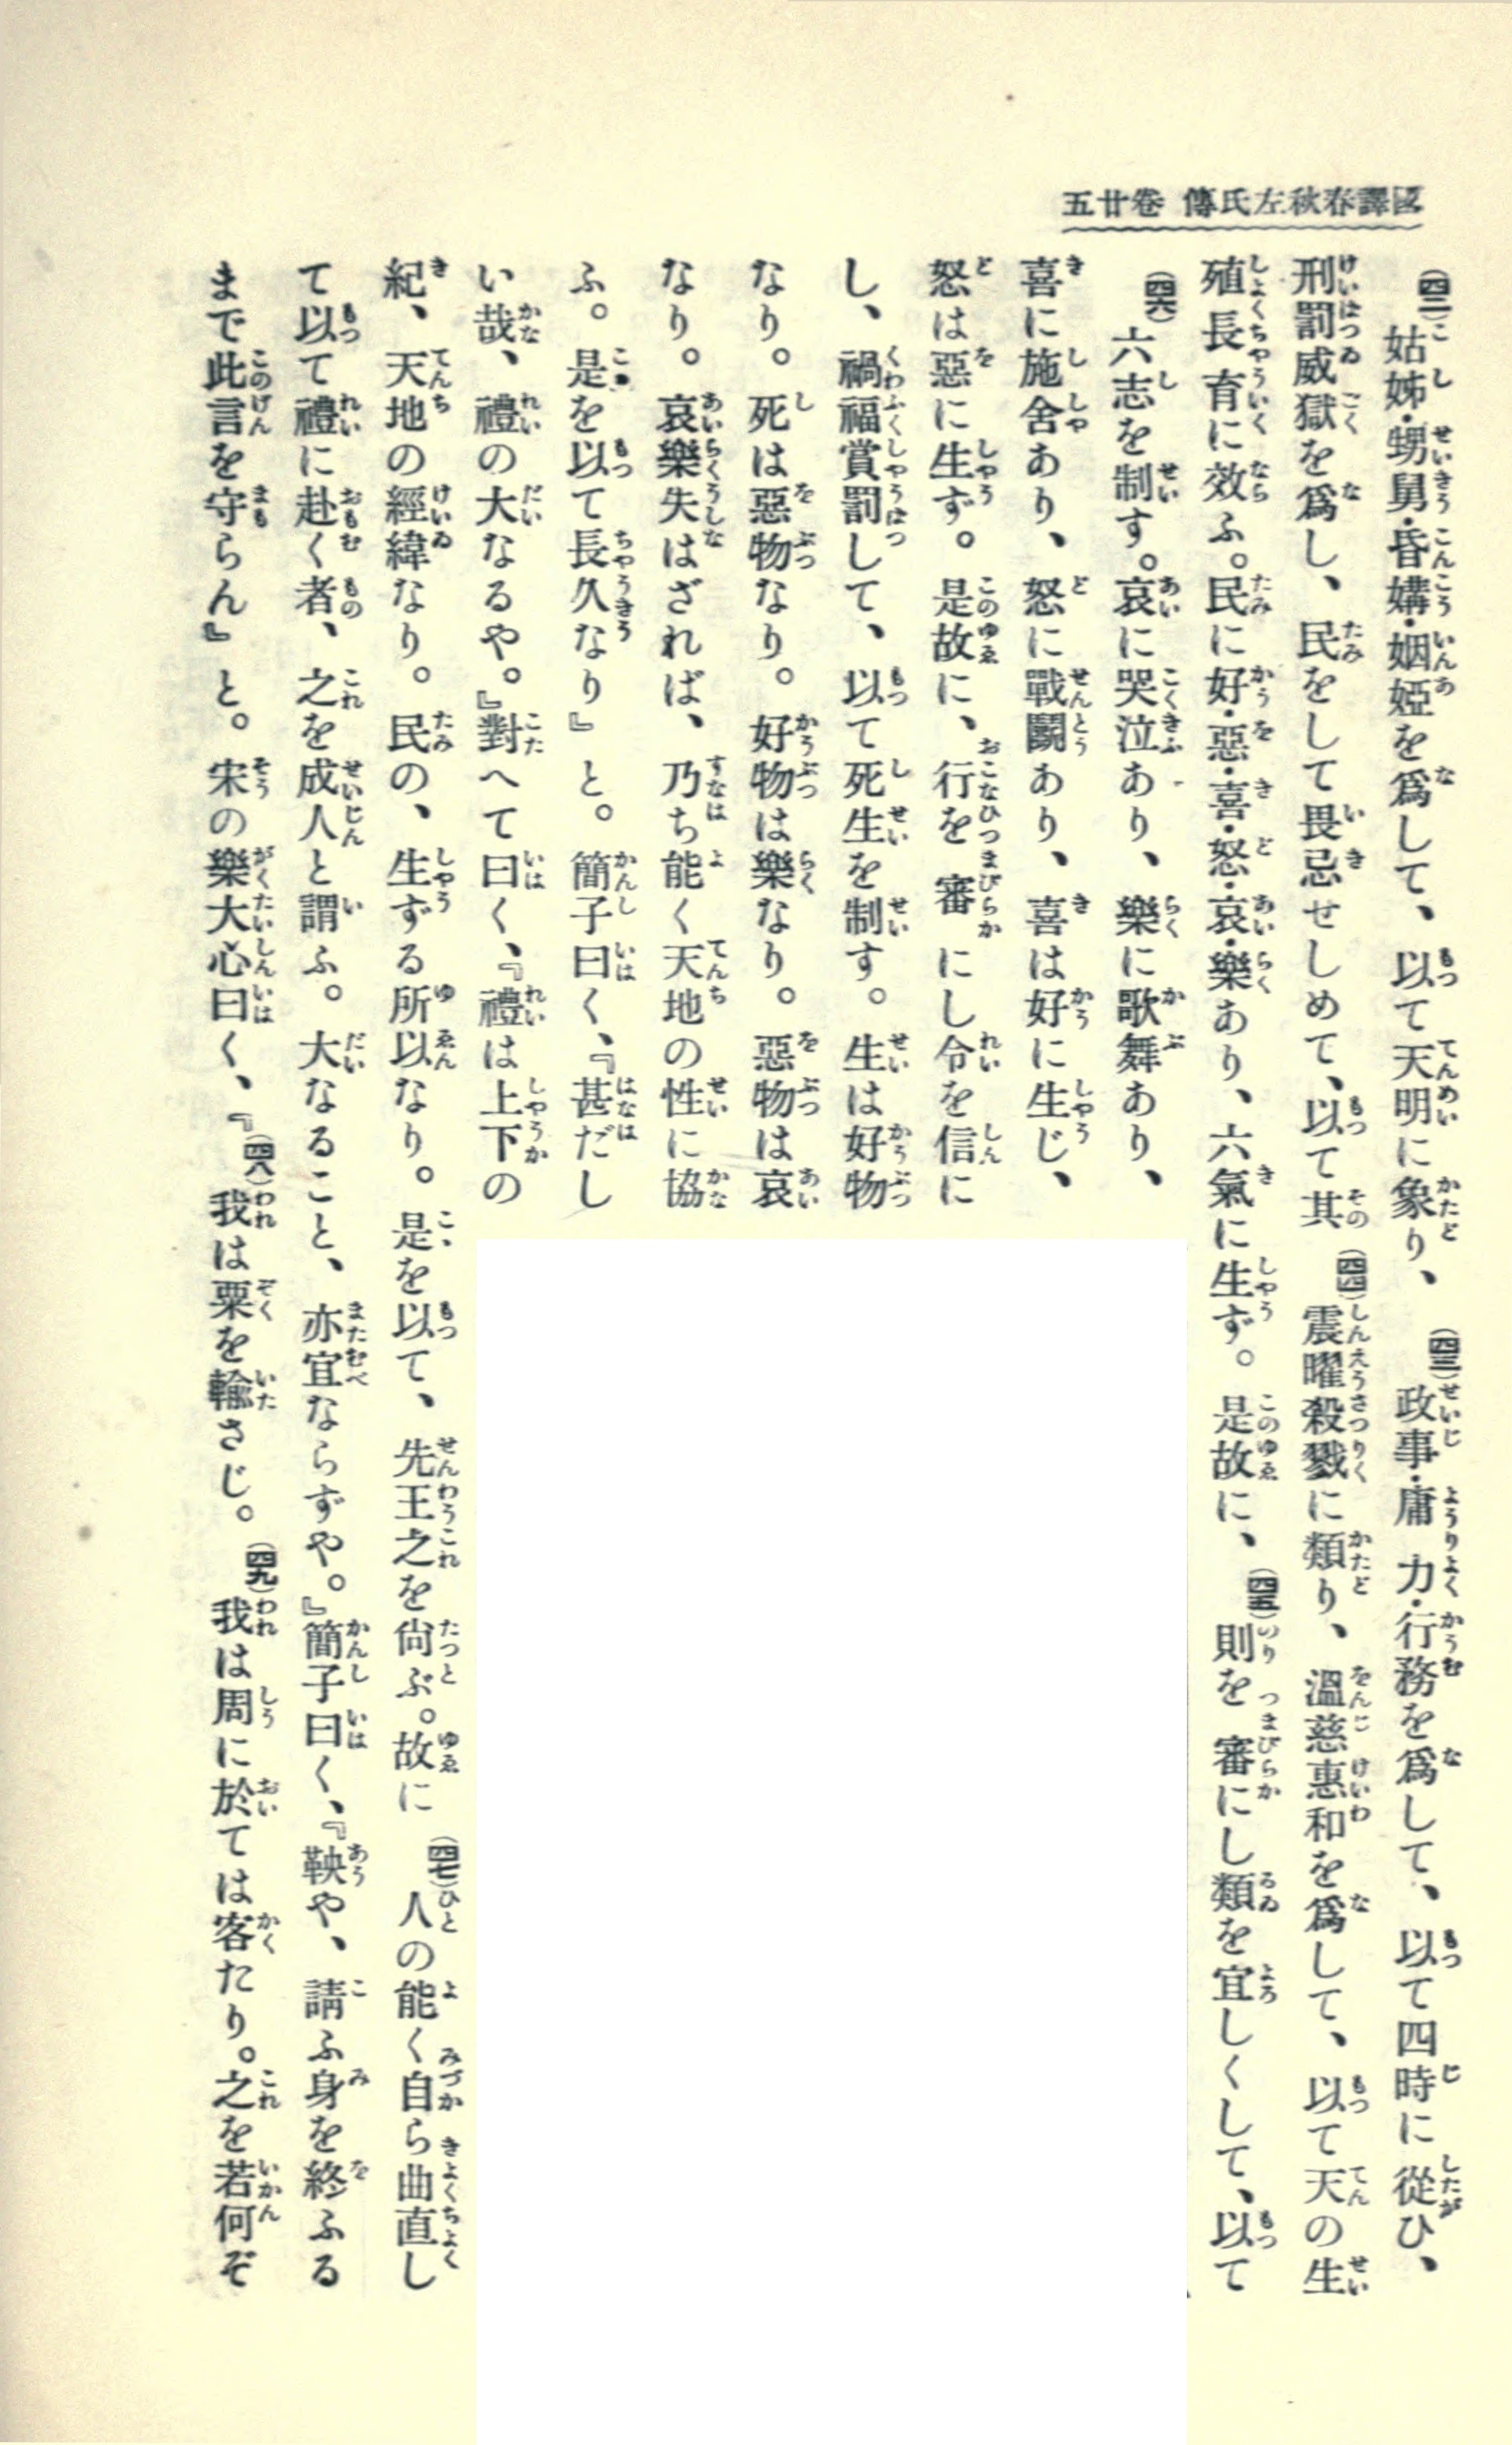 國譯春秋左氏傳 卷廿五
(四二)姑姊・甥舅・昏媾・姻婭を爲して、以て天明に象り、(四三)政事・庸力・行務を爲して、以て四時に從ひ、
刑罰威獄を爲し、民をして畏忌せしめて、以て其(四四)震曜殺戮に類り、溫慈惠和を爲して、以て天の生
殖長育に效ふ。民に好・惡・喜・怒・哀・樂あり、六氣に生ず。是故に、(四五)則を審にし類を宜しくして、以て
(四六)六志を制す。哀に哭泣あり、樂に歌舞あり、
喜に施舍あり、怒に戰鬪あり、喜は好に生じ、
怒は惡に生ず。是故に、行を審にし令を信に
し、禍福賞罰して、以て死生を制す。生は好物
なり。死は惡物なり。好物は樂なり。惡物は哀
なり。哀樂失はざれば、乃ち能く天地の性に協
ふ。是を以て長久なり』と。簡子曰く、『甚だし
い哉、禮の大なるや。』對へて曰く、『禮は上下の
紀、天地の經緯なり。民の、生ずる所以なり。是を以て、先王之を尙ぶ。故に(四七)人の能く自ら曲直し
て以て禮に赴く者、之を成人と謂ふ。大なること、亦宜ならずや。』簡子曰く、『鞅や、請ふ身を終ふる
まで此言を守らん』と。宋の樂大心曰く、『(四八)我は粟を輸さじ。(四九)我は周に於ては客たり。之を若何ぞ